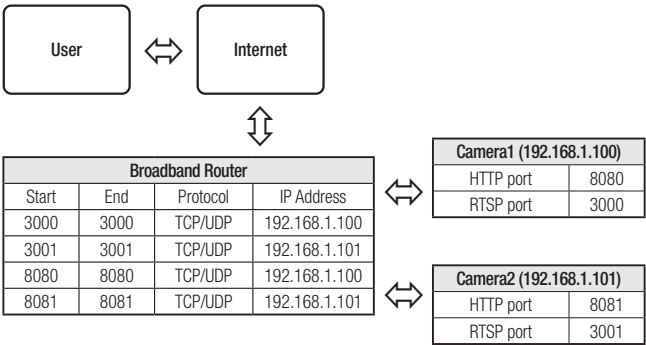 User
Internet
Broadband Router
Start End Protocol IP Address
3000 3000 TCP/UDP 192.168.1.100
3001 3001 TCP/UDP 192.168.1.101
8080 8080 TCP/UDP 192.168.1.100
8081 8081 TCP/UDP 192.168.1.101
Camera1 (192.168.1.100)
HTTP port 8080
RTSP port 3000
Camera2 (192.168.1.101)
HTTP port 8081
RTSP port 3001